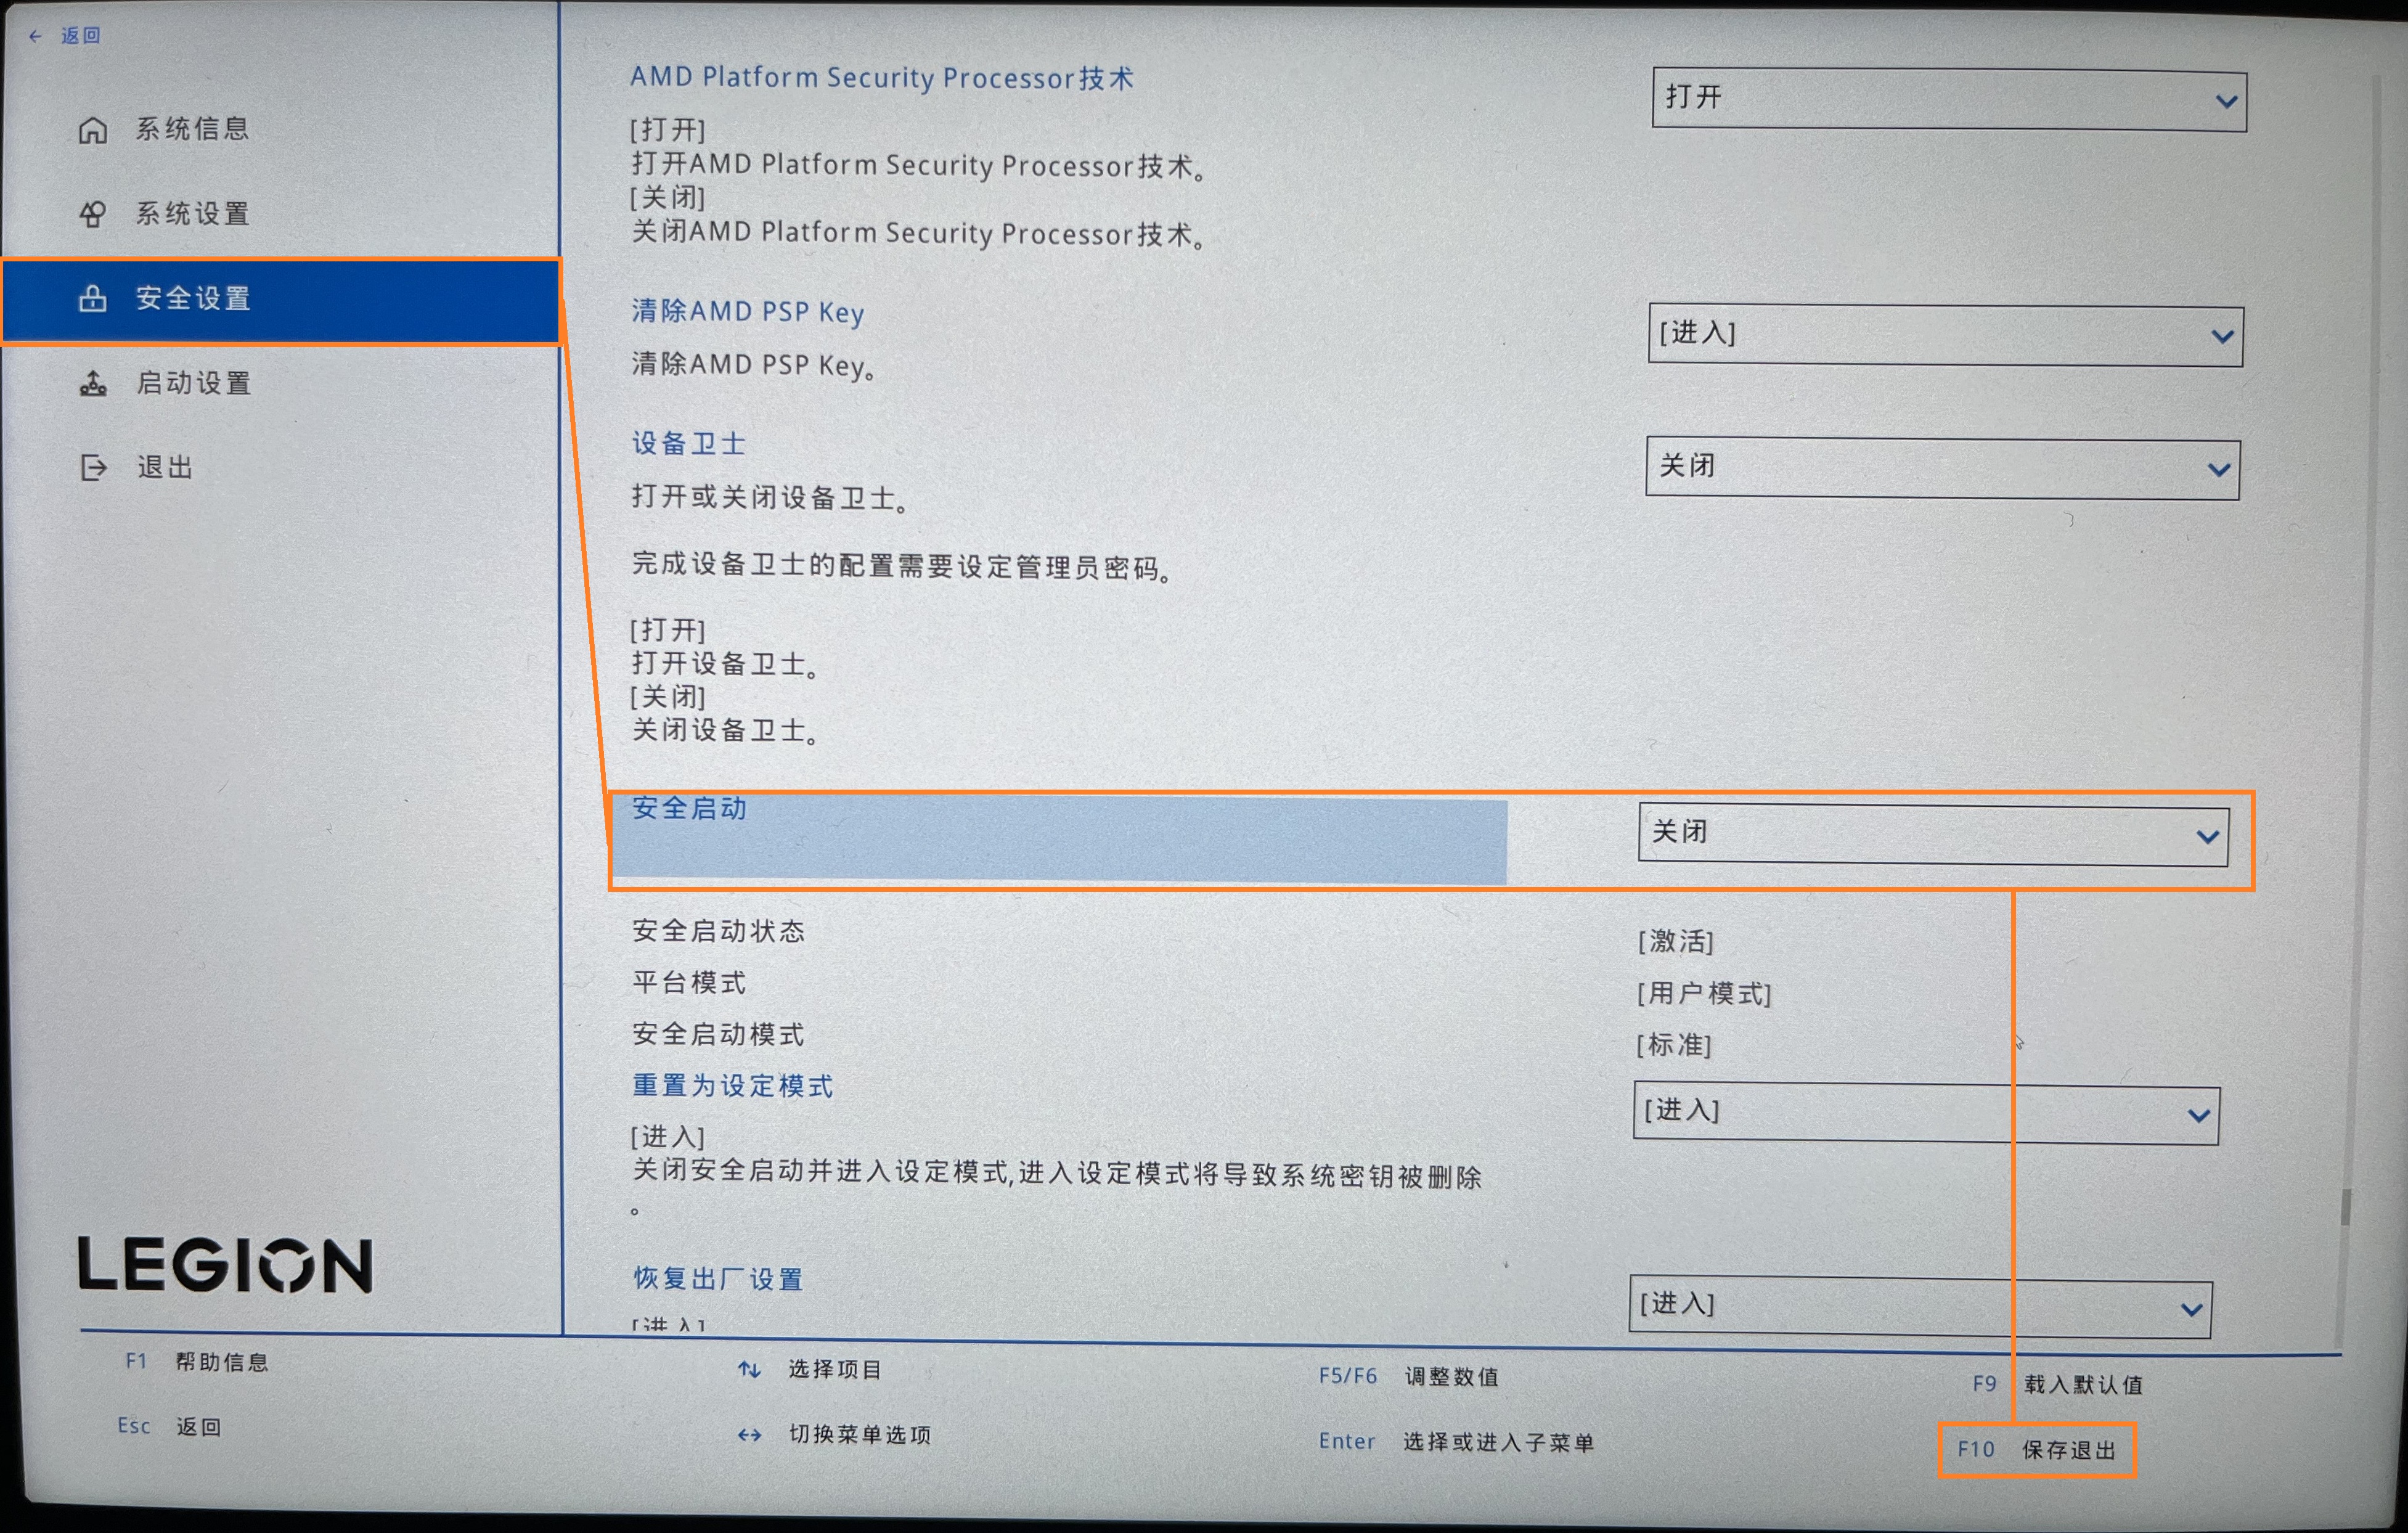 ← 返回
系统信息
系统设置
安全设置
启动设置
退出
LEGION
AMD Platform Security Processor技术
打开
[打开]
打开AMD Platform Security Processor技术。
[关闭]
关闭AMD Platform Security Processor技术。
清除AMD PSP Key
[进入]
清除AMD PSP Key。
设备卫士
关闭
打开或关闭设备卫士。
完成设备卫士的配置需要设定管理员密码。
[打开]
打开设备卫士。
[关闭]
关闭设备卫士。
安全启动
关闭
安全启动状态 [激活]
平台模式 [用户模式]
安全启动模式 [标准]
重置为设定模式
[进入]
[进入]
关闭安全启动并进入设定模式,进入设定模式将导致系统密钥被删除
。
恢复出厂设置
[进入]
[进入]
F1 帮助信息 ↑↓ 选择项目 F5/F6 调整数值 F9 载入默认值
Esc 返回 ↔ 切换菜单选项 Enter 选择或进入子菜单 F10 保存退出